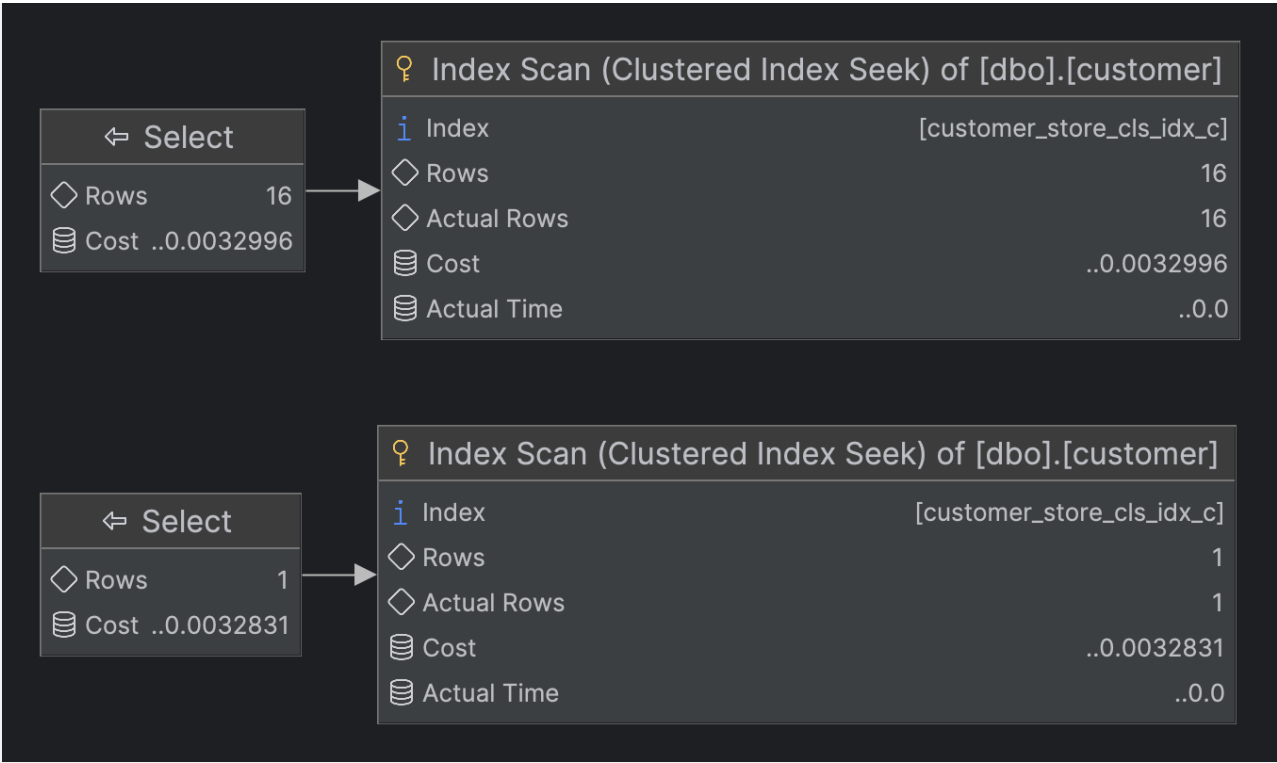 Index Scan (Clustered Index Seek) of [dbo].[customer]
Select
i Index [customer_store_cls_idx_c]
Rows 16
Rows 16
Actual Rows 16
Cost ..0.0032996
Cost ..0.0032996
Actual Time ..0.0
Index Scan (Clustered Index Seek) of [dbo].[customer]
Select
i Index [customer_store_cls_idx_c]
Rows 1
Rows 1
Actual Rows 1
Cost ..0.0032831
Cost ..0.0032831
Actual Time ..0.0